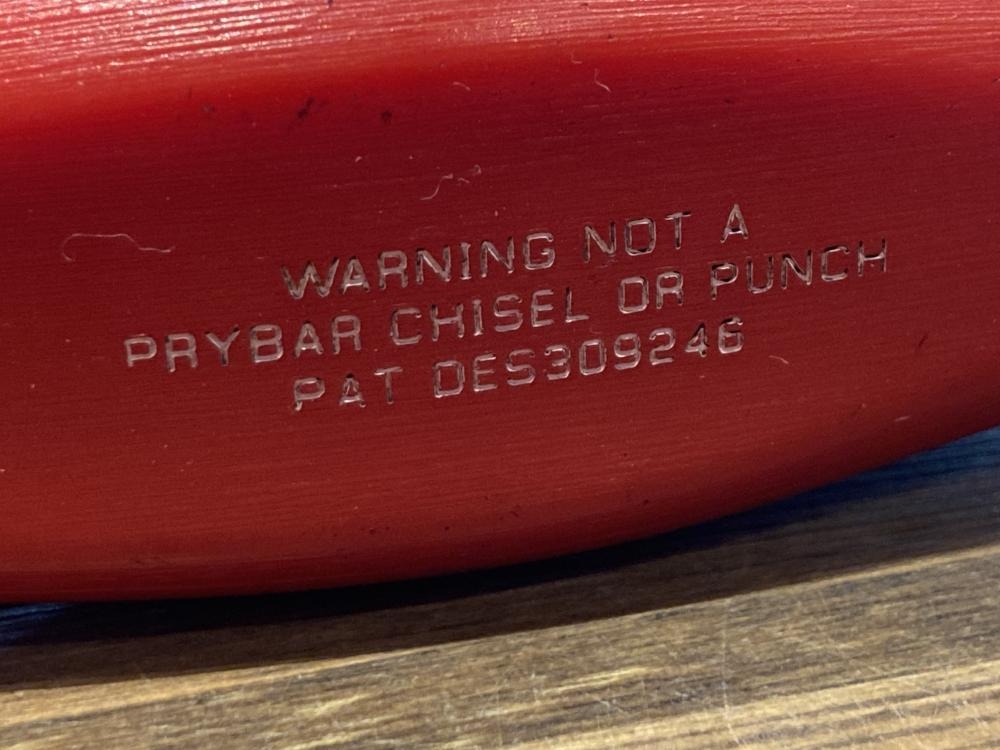 WARNING NOT A
PRYBAR CHISEL OR PUNCH
PAT DES309246